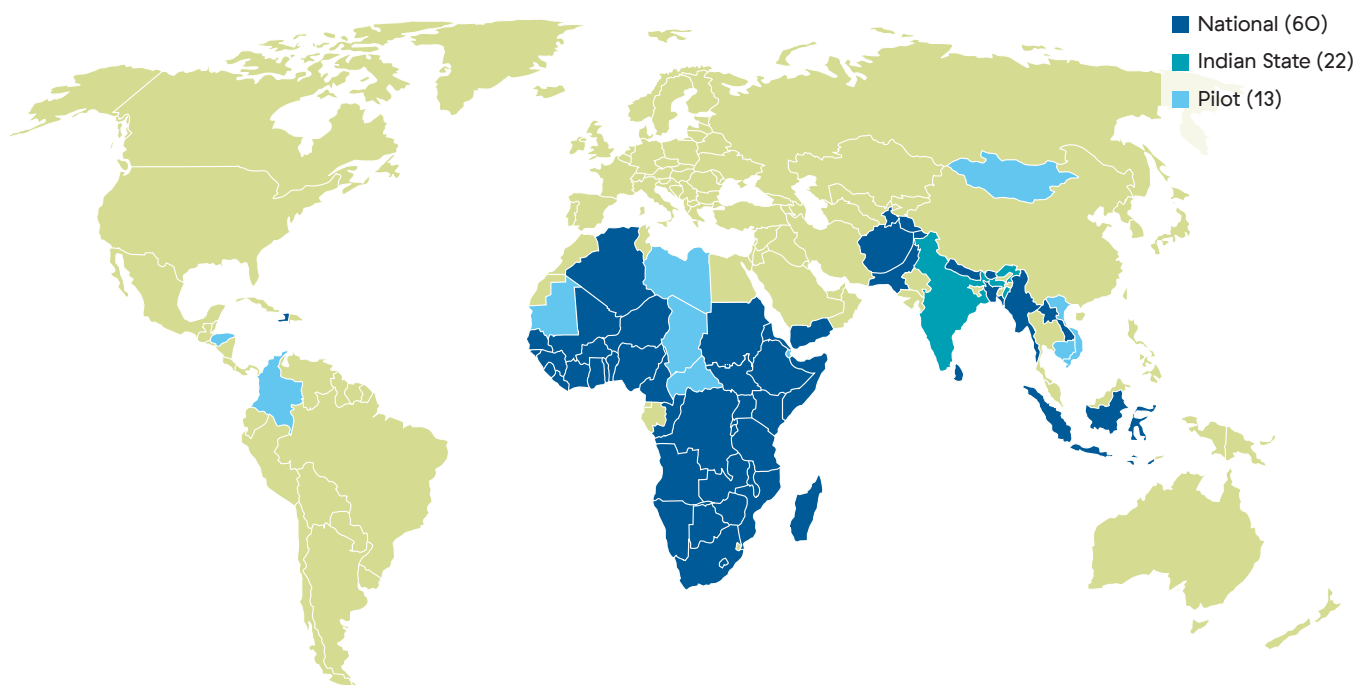 National (60)
Indian State (22)
Pilot (13)